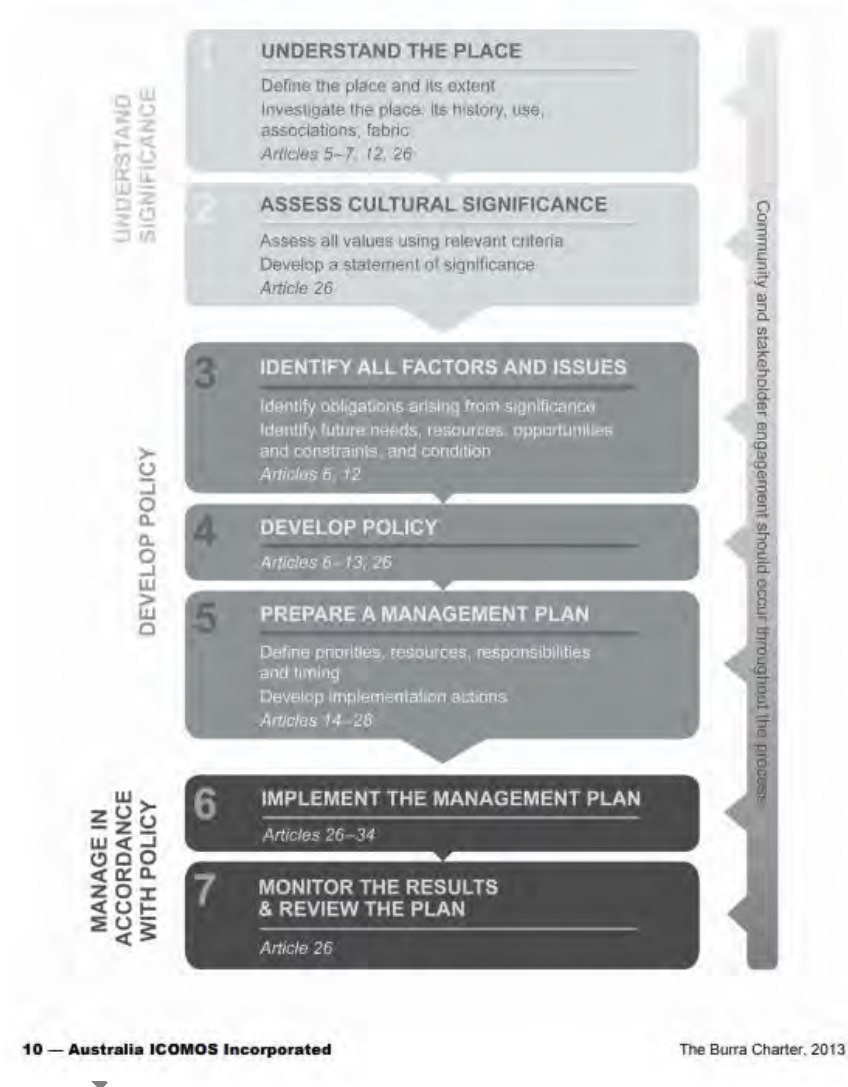 UNDERSTAND
SIGNIFICANCE
1
UNDERSTAND THE PLACE
Define the place and its extent
Investigate the place: its history, use,
associations, fabric
Articles 5–7, 12, 26
2
ASSESS CULTURAL SIGNIFICANCE
Assess all values using relevant criteria
Develop a statement of significance
Article 26
DEVELOP POLICY
3
IDENTIFY ALL FACTORS AND ISSUES
Identify obligations arising from significance
Identify future needs, resources, opportunities
and constraints, and condition
Articles 6, 12
4
DEVELOP POLICY
Articles 6–13, 26
5
PREPARE A MANAGEMENT PLAN
Define priorities, resources, responsibilities
and timing
Develop implementation actions
Articles 14–28
MANAGE IN
ACCORDANCE
WITH POLICY
6
IMPLEMENT THE MANAGEMENT PLAN
Articles 26–34
7
MONITOR THE RESULTS
& REVIEW THE PLAN
Article 26
Community and stakeholder engagement should occur throughout the process
10 — Australia ICOMOS Incorporated
The Burra Charter, 2013